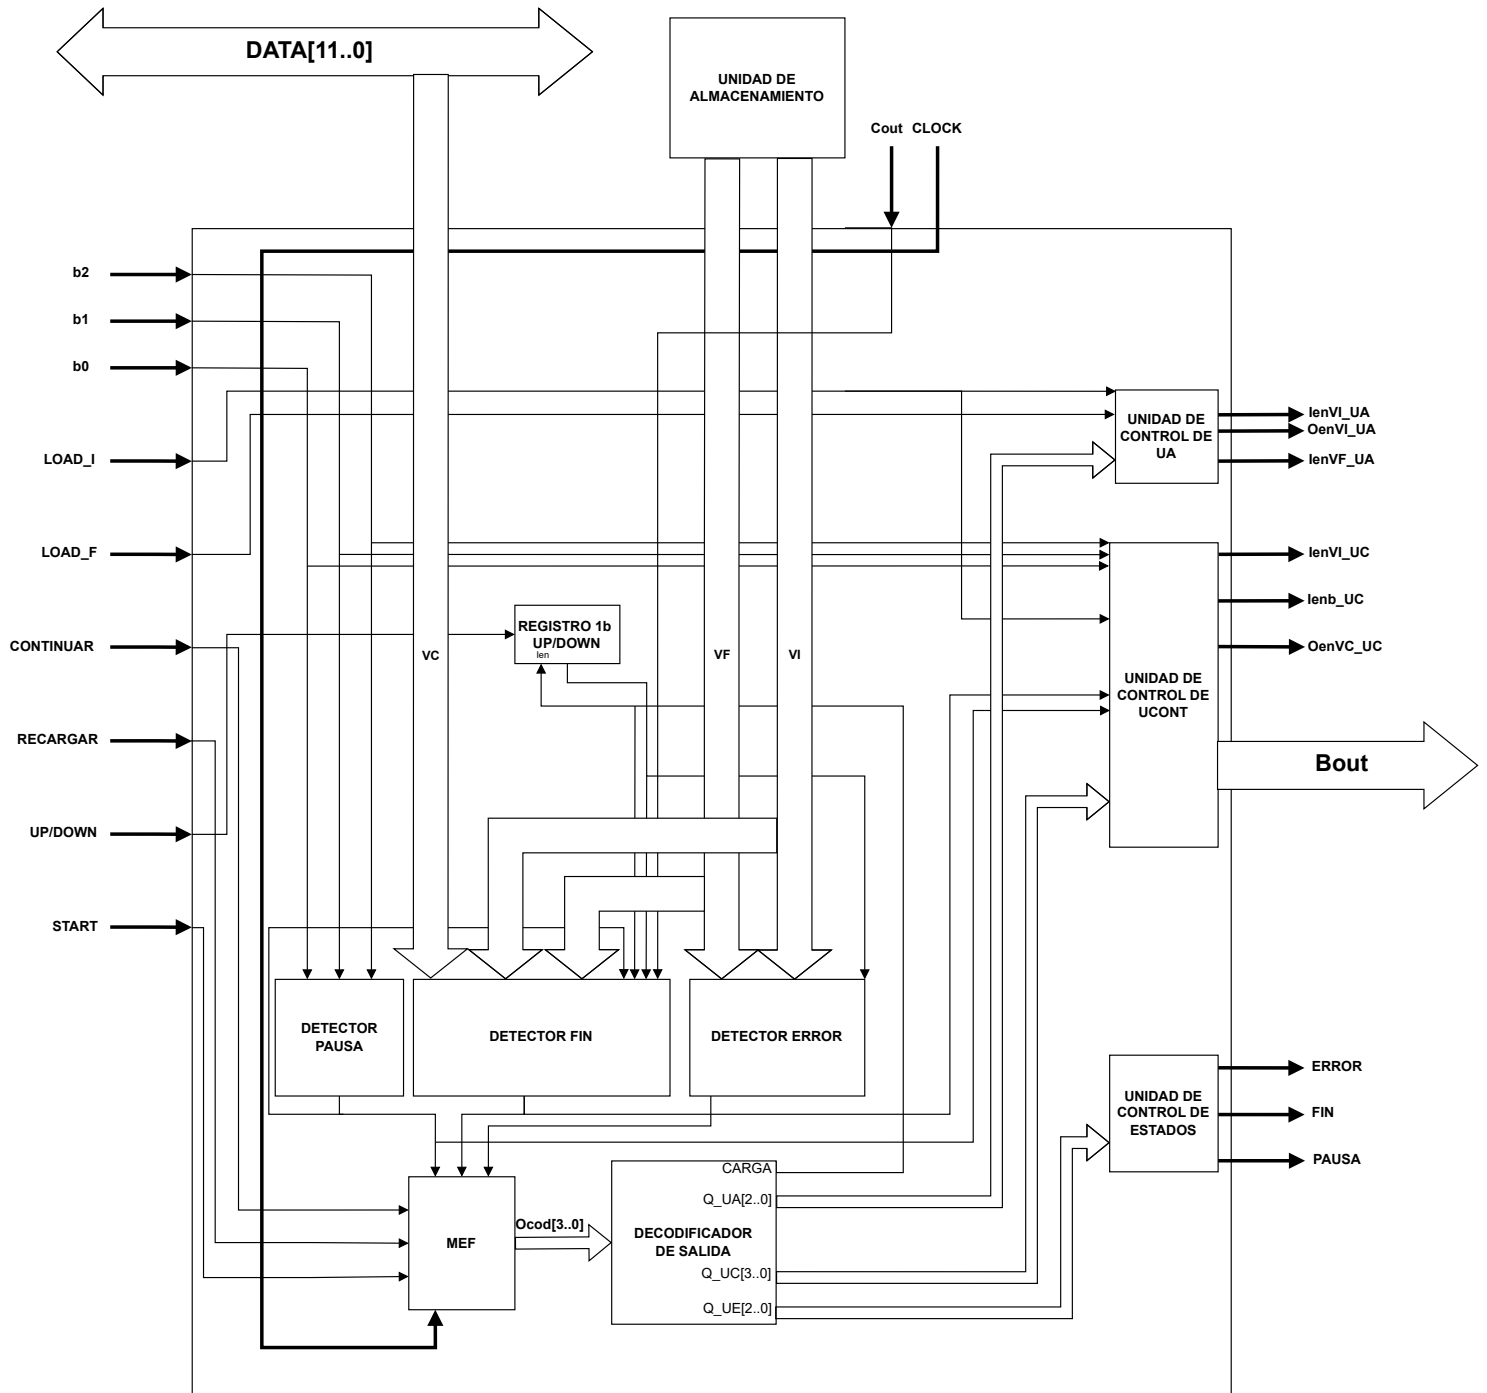 DATA[11..0]
UNIDAD DE
ALMACENAMIENTO
Cout CLOCK
b2
b1
b0
LOAD_I
LOAD_F
CONTINUAR
RECARGAR
UP/DOWN
START
UNIDAD DE
CONTROL DE
UA
IenVI_UA
OenVI_UA
IenVF_UA
IenVI_UC
Ienb_UC
OenVC_UC
REGISTRO 1b
UP/DOWN
Ien
VC
VF
VI
UNIDAD DE
CONTROL DE
UCONT
Bout
DETECTOR
PAUSA
DETECTOR FIN
DETECTOR ERROR
UNIDAD DE
CONTROL DE
ESTADOS
ERROR
FIN
PAUSA
MEF
Ocod[3..0]
CARGA
Q_UA[2..0]
DECODIFICADOR
DE SALIDA
Q_UC[3..0]
Q_UE[2..0]